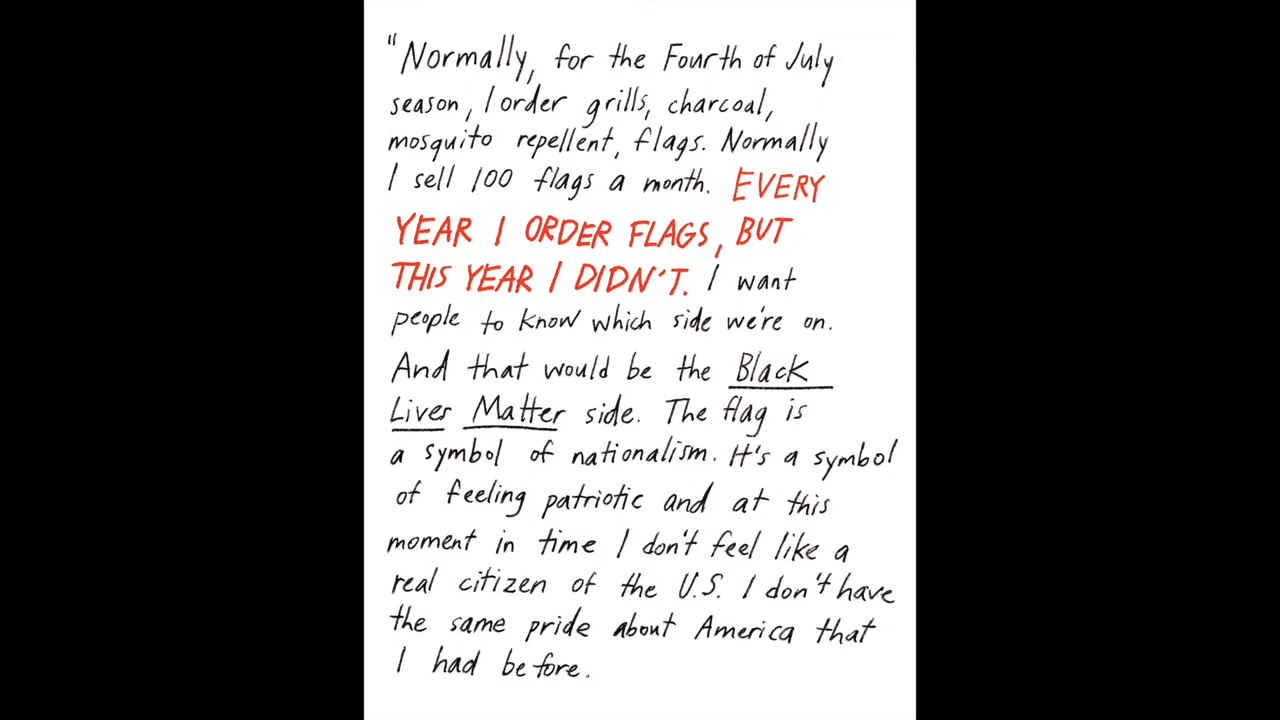 "Normally, for the Fourth of July
season, I order grills, charcoal,
mosquito repellent, flags. Normally
I sell 100 flags a month. EVERY
YEAR I ORDER FLAGS, BUT
THIS YEAR I DIDN'T. I want
people to know which side we're on.
And that would be the Black
Lives Matter side. The flag is
a symbol of nationalism. It's a symbol
of feeling patriotic and at this
moment in time I don't feel like a
real citizen of the U.S. I don't have
the same pride about America that
I had before.